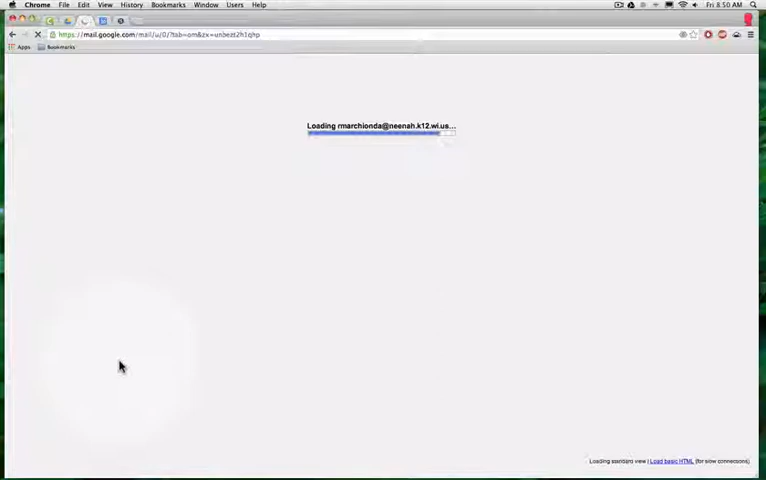 Chrome File Edit View History Bookmarks Window Users Help Fri 8:50 AM
https://mail.google.com/mail/u/0/?tab=om&zx=unbezt2h1qhp
Apps Bookmarks
Loading rmarchionda@neenah.k12.wi.us...
Loading standard view | Load basic HTML (for slow connections)